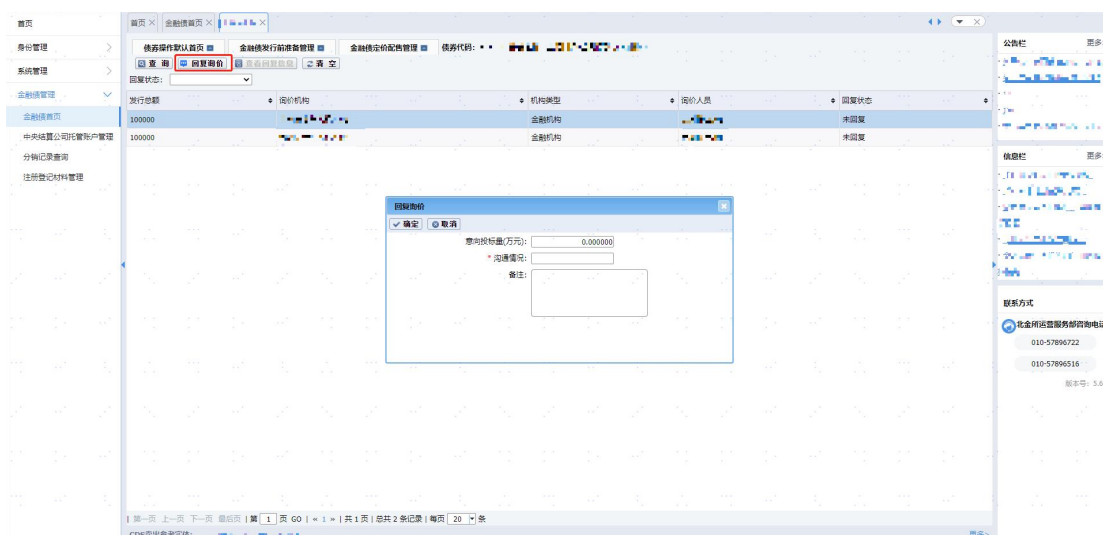 首页
身份管理
系统管理
金融债管理
金融债首页
中央结算公司托管账户管理
分销记录查询
注册登记材料管理
首页 × 金融债首页 ×
债券操作默认首页 金融债发行前准备管理 金融债定价配售管理 债券代码：
查 询 回复询价 查看回复信息 清 空
回复状态：
发行总额 询价机构 机构类型 询价人员 回复状态
100000 金融机构 未回复
100000 金融机构 未回复
回复询价
确定 取消
意向投标量(万元)： 0.000000
* 沟通情况：
备注：
| 第一页 上一页 下一页 最后页 | 第 1 页 GO | « 1 » | 共 1 页 | 总共 2 条记录 | 每页 20 条
更多>
公告栏 更多
信息栏 更多
联系方式
北金所运营服务部咨询电话
010-57896722
010-57896516
版本号：5.6